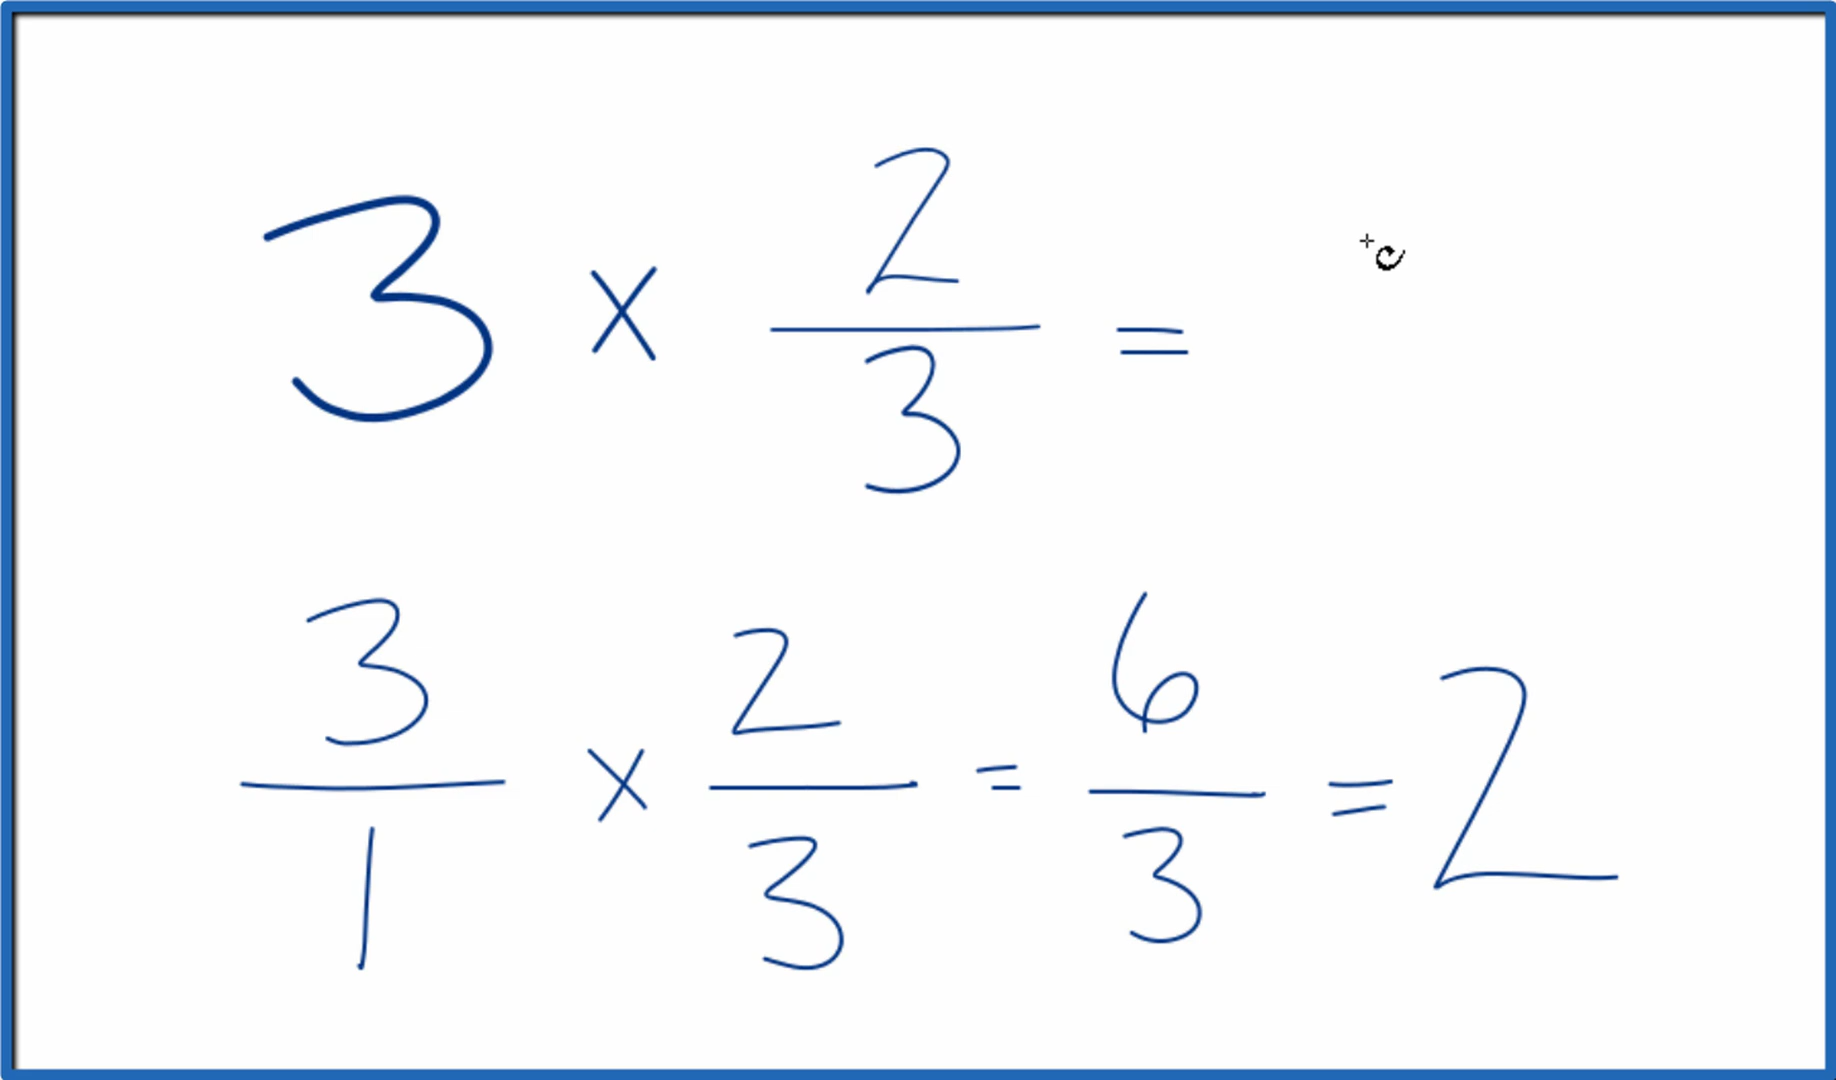 3 × 2/3 =
3/1 × 2/3 = 6/3 = 2